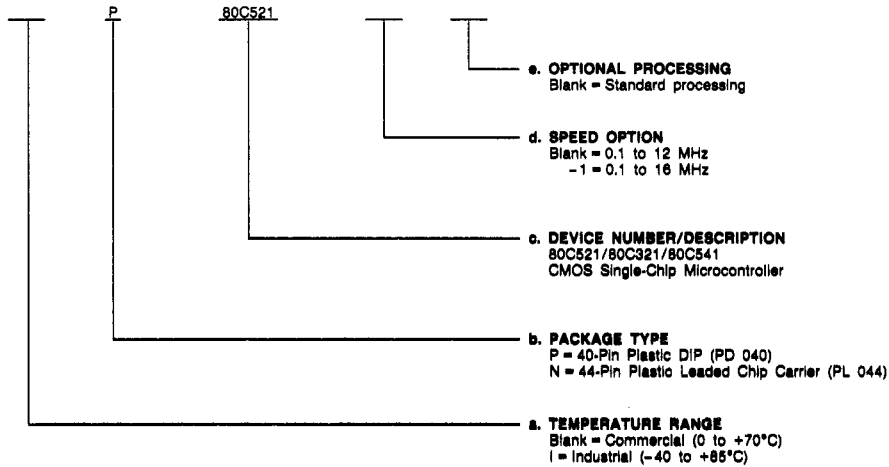 P 80C521
e. OPTIONAL PROCESSING
Blank = Standard processing
d. SPEED OPTION
Blank = 0.1 to 12 MHz
-1 = 0.1 to 16 MHz
c. DEVICE NUMBER/DESCRIPTION
80C521/80C321/80C541
CMOS Single-Chip Microcontroller
b. PACKAGE TYPE
P = 40-Pin Plastic DIP (PD 040)
N = 44-Pin Plastic Leaded Chip Carrier (PL 044)
a. TEMPERATURE RANGE
Blank = Commercial (0 to +70°C)
I = Industrial (-40 to +85°C)